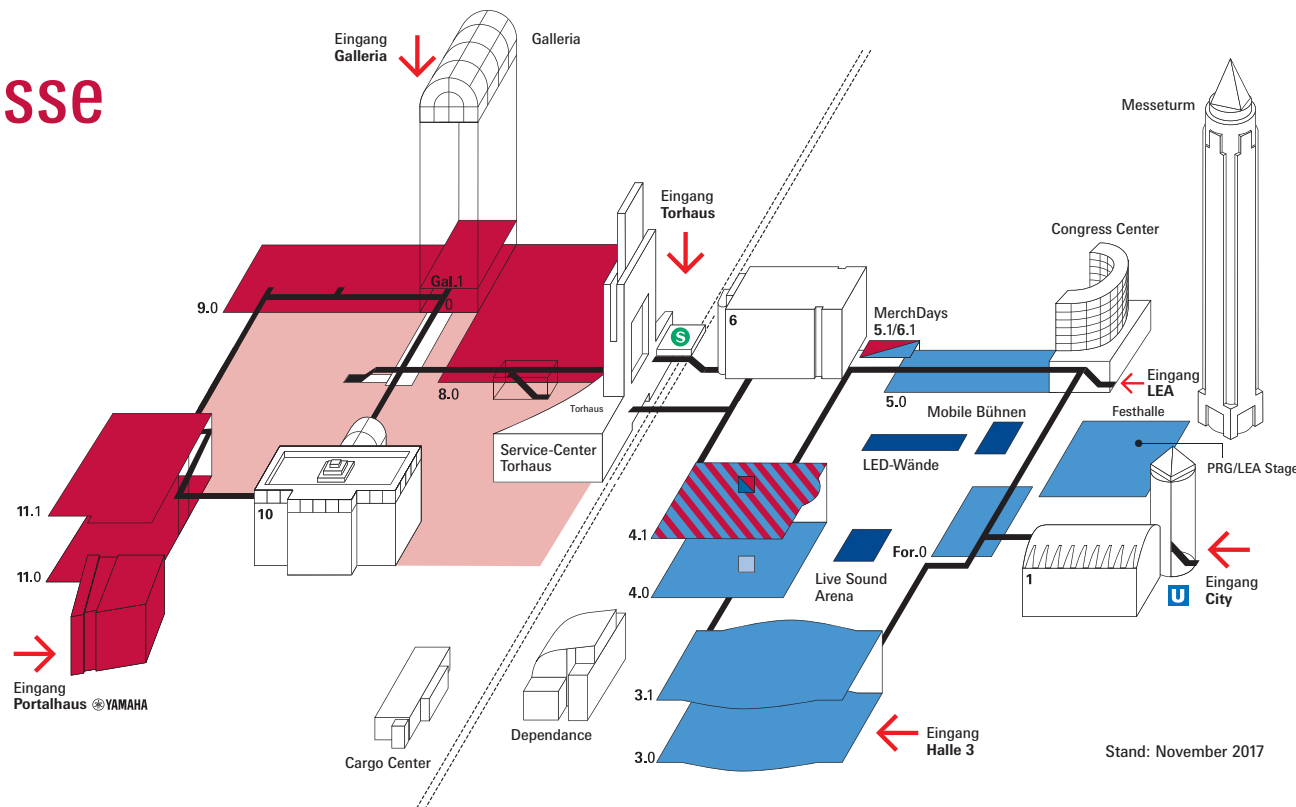 sse
Eingang
Galleria
Galleria
Messeturm
Eingang
Torhaus
Congress Center
Gal.1
0
9.0
S
6
MerchDays
5.1/6.1
8.0
Torhaus
5.0
Eingang
LEA
Service-Center
Torhaus
LED-Wände
Mobile Bühnen
Festhalle
PRG/LEA Stage
11.1
10
4.1
11.0
For.0
4.0
Live Sound
Arena
1
U
Eingang
City
Eingang
Portalhaus YAMAHA
3.1
Dependance
Cargo Center
3.0
Eingang
Halle 3
Stand: November 2017